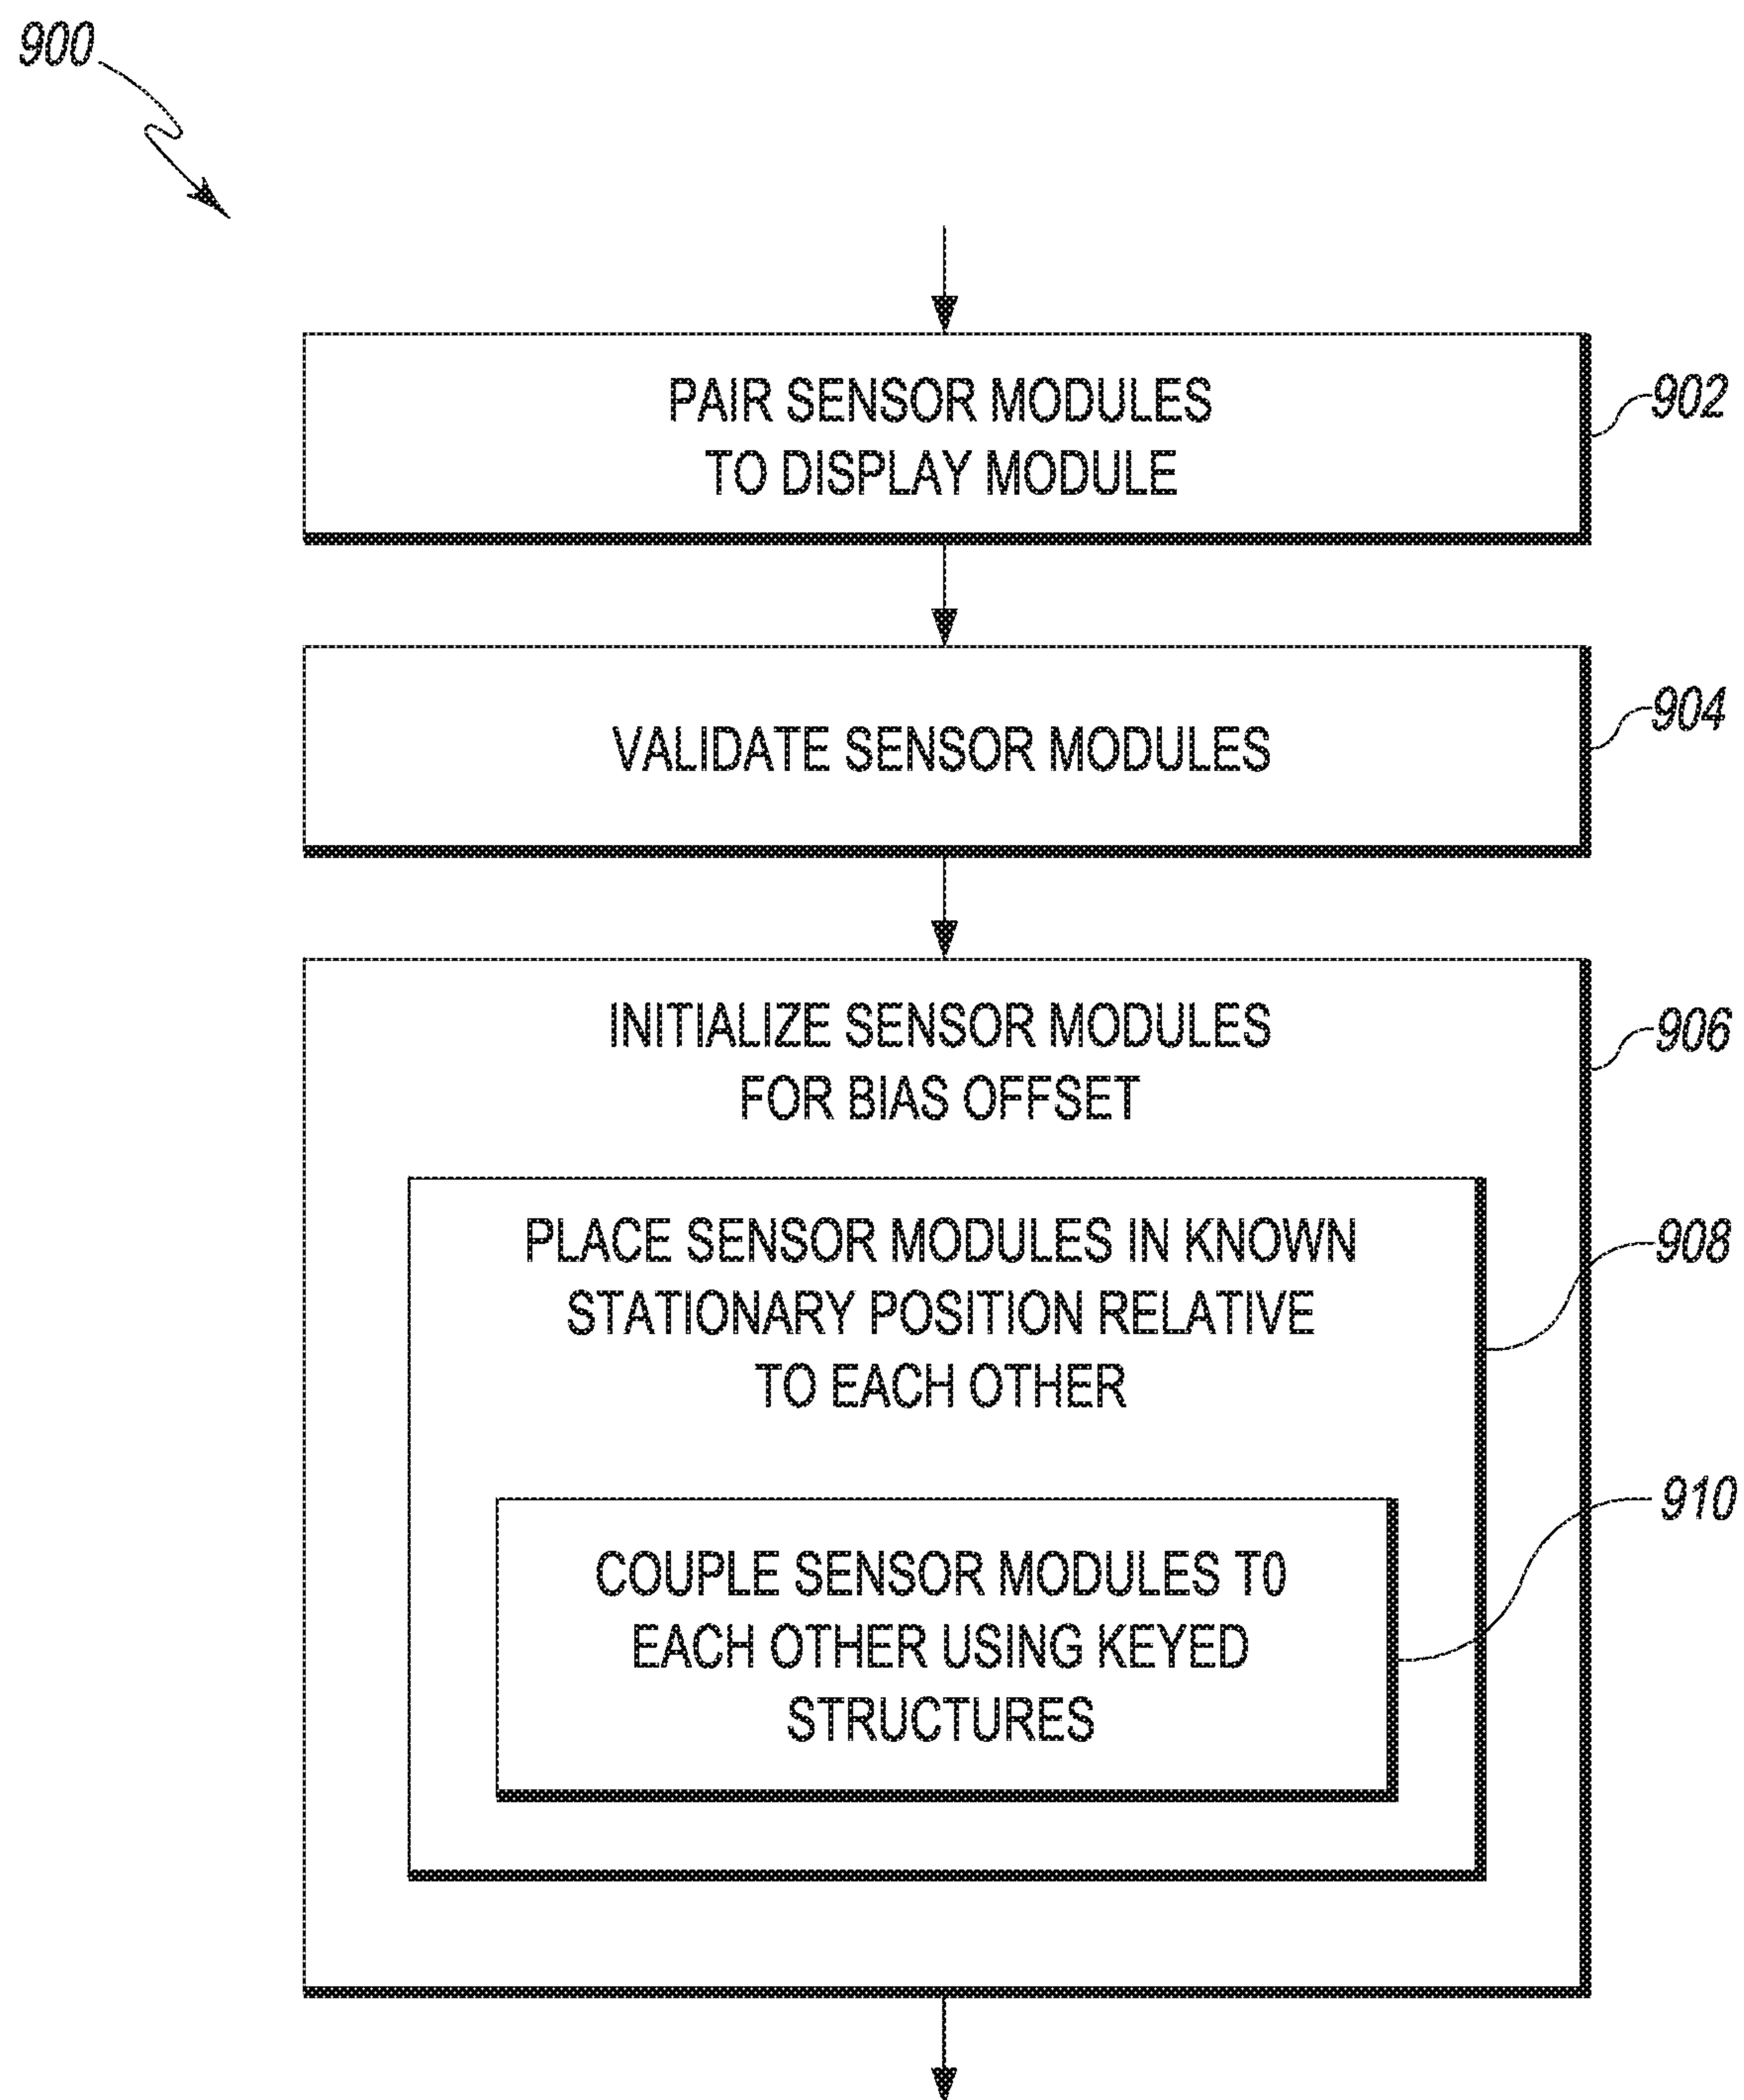 900
PAIR SENSOR MODULES
TO DISPLAY MODULE
902
VALIDATE SENSOR MODULES
904
INITIALIZE SENSOR MODULES
FOR BIAS OFFSET
906
PLACE SENSOR MODULES IN KNOWN
STATIONARY POSITION RELATIVE
TO EACH OTHER
908
COUPLE SENSOR MODULES T0
EACH OTHER USING KEYED
STRUCTURES
910